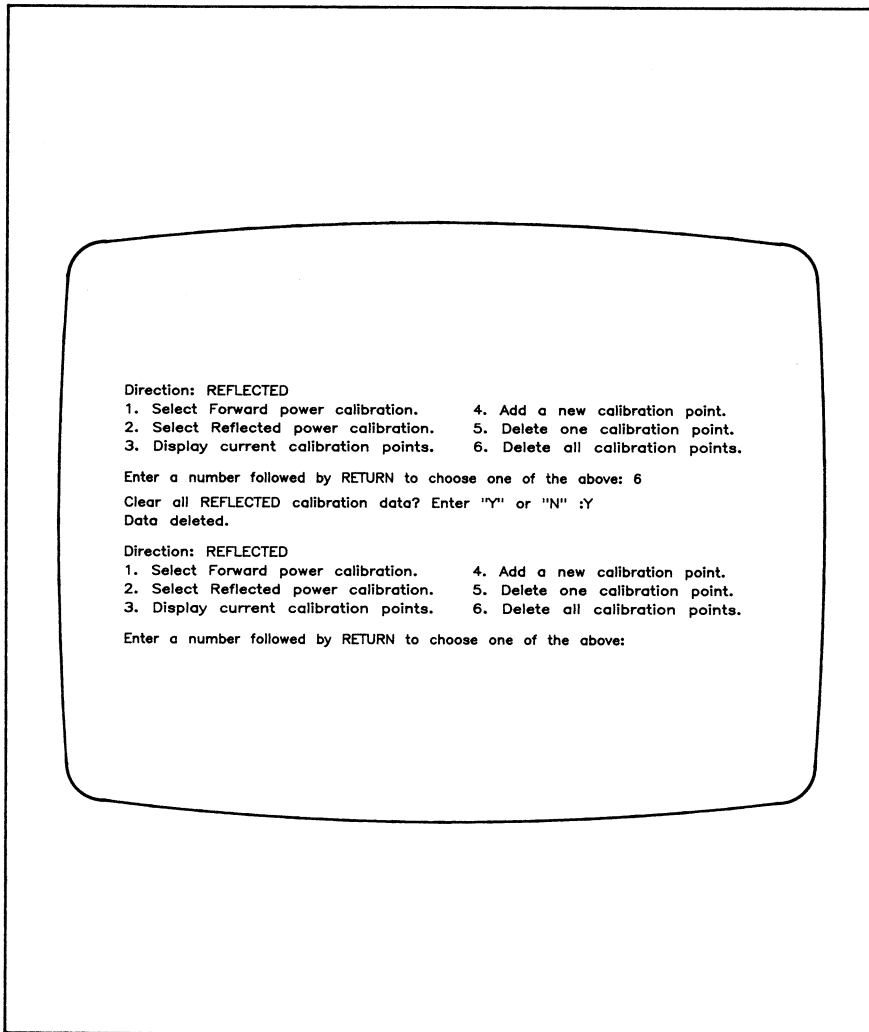 Direction: REFLECTED
1. Select Forward power calibration. 4. Add a new calibration point.
2. Select Reflected power calibration. 5. Delete one calibration point.
3. Display current calibration points. 6. Delete all calibration points.
Enter a number followed by RETURN to choose one of the above: 6
Clear all REFLECTED calibration data? Enter "Y" or "N" :Y
Data deleted.
Direction: REFLECTED
1. Select Forward power calibration. 4. Add a new calibration point.
2. Select Reflected power calibration. 5. Delete one calibration point.
3. Display current calibration points. 6. Delete all calibration points.
Enter a number followed by RETURN to choose one of the above: